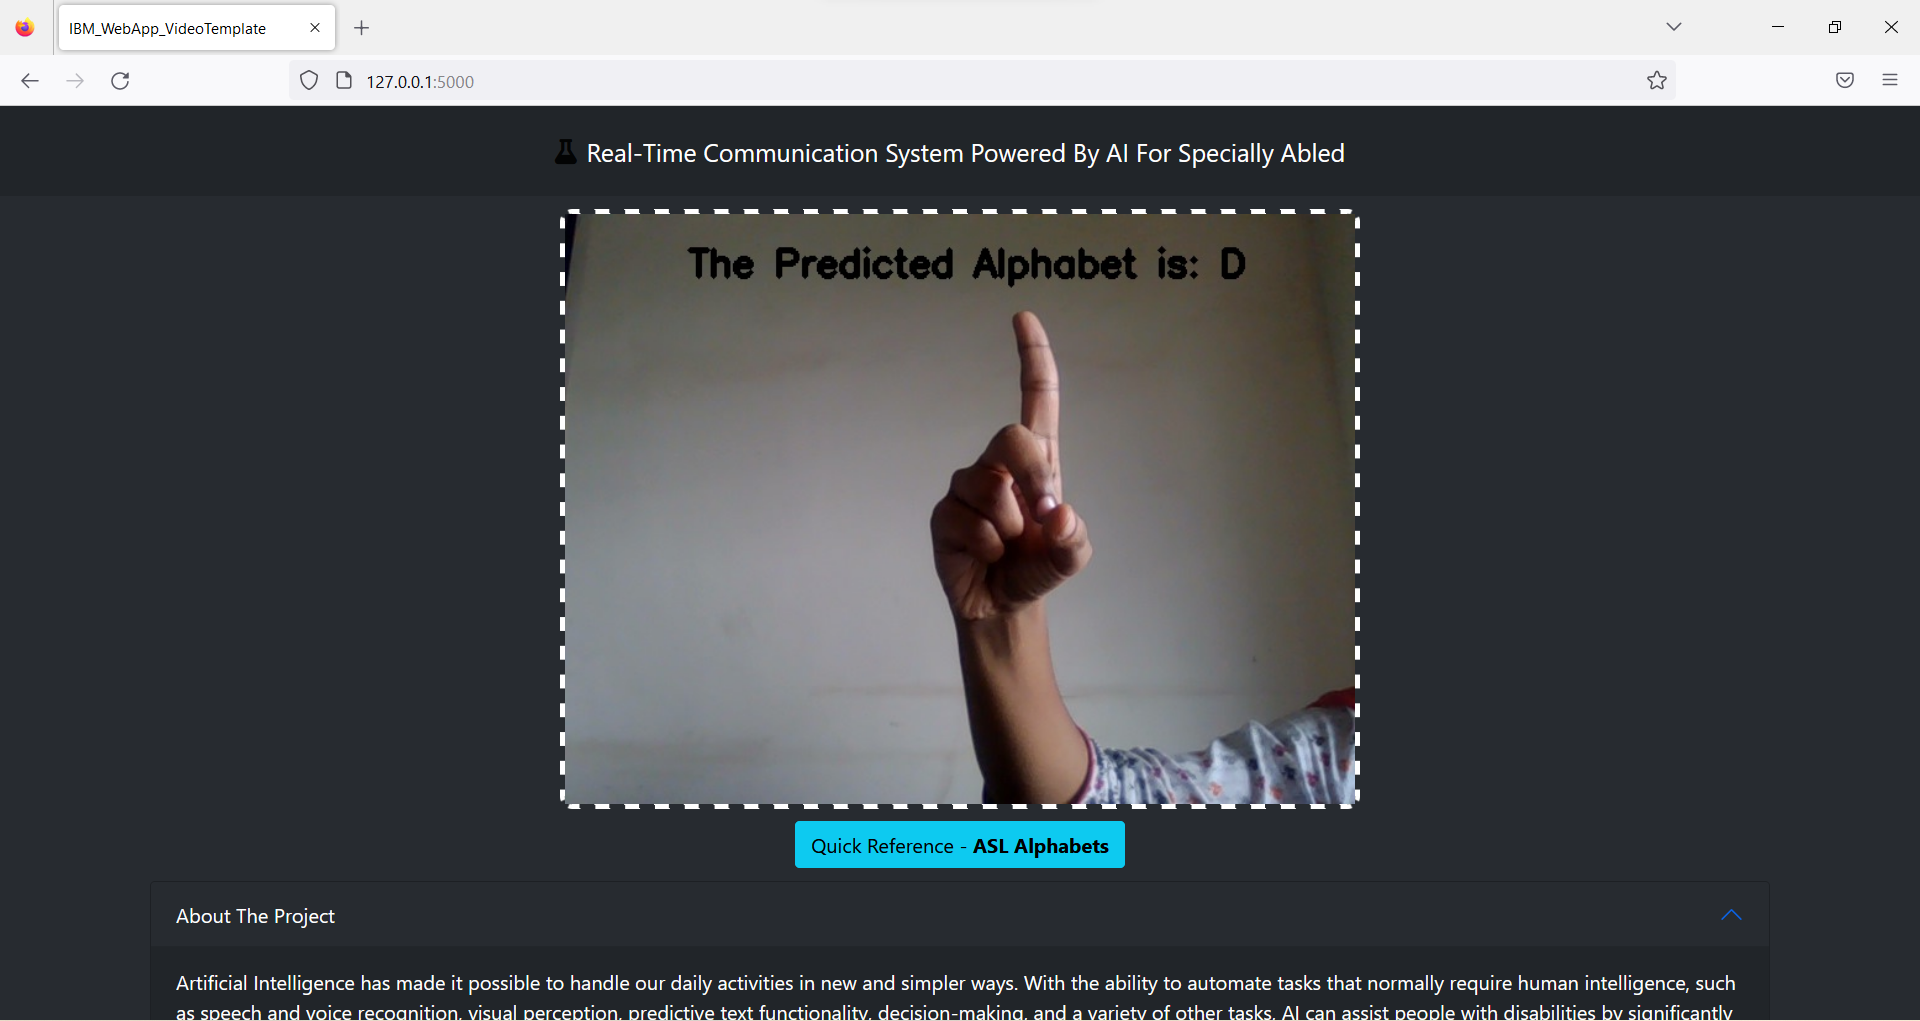 IBM_WebApp_VideoTemplate
127.0.0.1:5000
Real-Time Communication System Powered By AI For Specially Abled
The Predicted Alphabet is: D
Quick Reference - ASL Alphabets
About The Project
Artificial Intelligence has made it possible to handle our daily activities in new and simpler ways. With the ability to automate tasks that normally require human intelligence, such
as speech and voice recognition, visual perception, predictive text functionality, decision-making, and a variety of other tasks, AI can assist people with disabilities by significantly